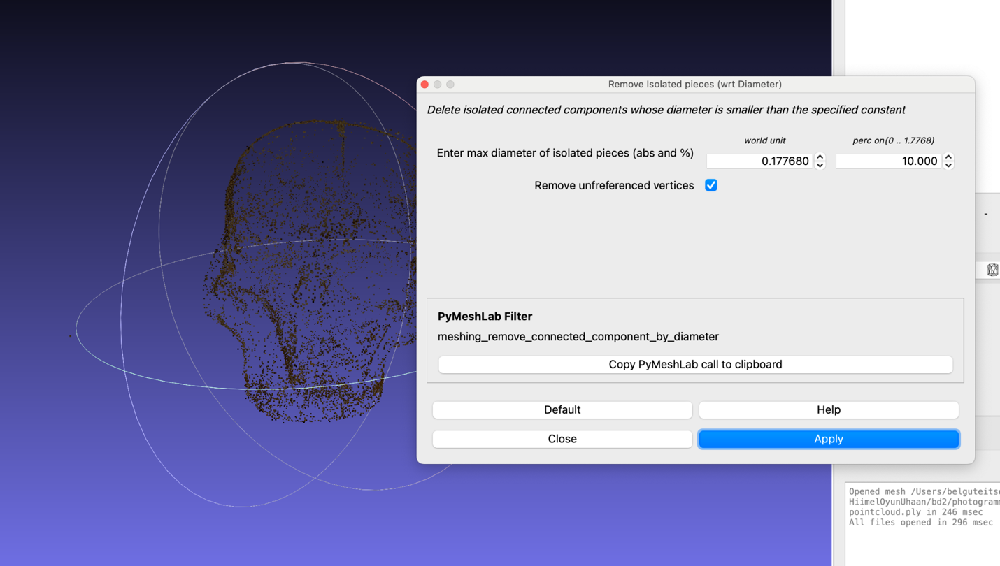 Remove Isolated pieces (wrt Diameter)
Delete isolated connected components whose diameter is smaller than the specified constant
world unit
perc on(0 .. 1.7768)
Enter max diameter of isolated pieces (abs and %)
0.177680
10.000
Remove unfreferenced vertices
PyMeshLab Filter
meshing_remove_connected_component_by_diameter
Copy PyMeshLab call to clipboard
Default
Help
Close
Apply
Opened mesh /Users/belguteitse
HiimelOyunUhaan/bd2/photogram
pointcloud.ply in 246 msec
All files opened in 296 msec